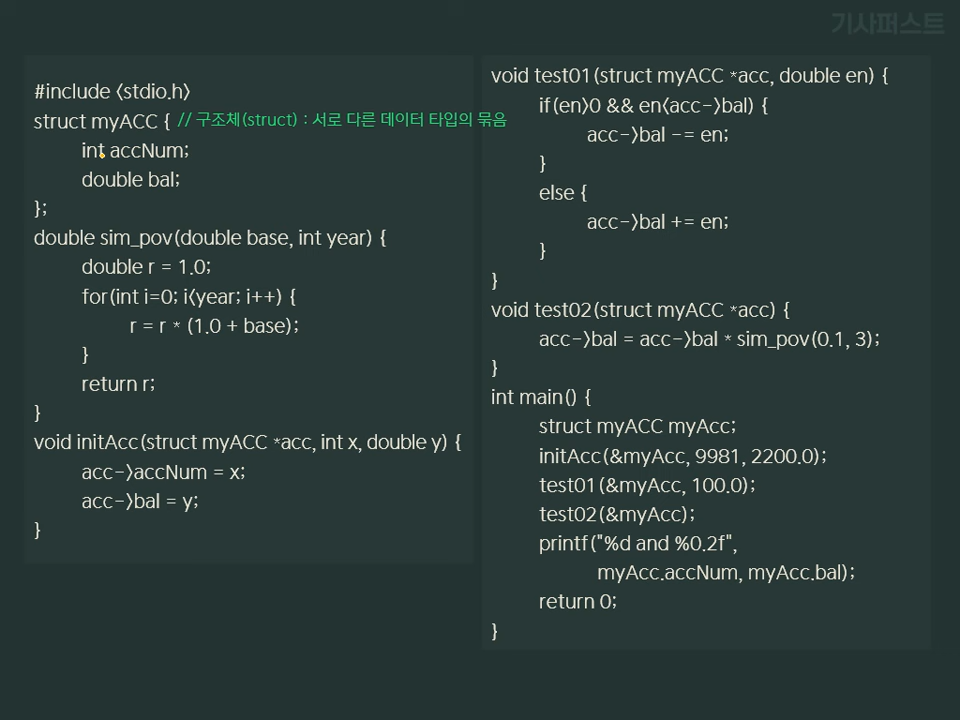 기사퍼스트
#include <stdio.h>
struct myACC { // 구조체(struct) : 서로 다른 데이터 타입의 묶음
int accNum;
double bal;
};
double sim_pov(double base, int year) {
double r = 1.0;
for(int i=0; i<year; i++) {
r = r * (1.0 + base);
}
return r;
}
void initAcc(struct myACC *acc, int x, double y) {
acc->accNum = x;
acc->bal = y;
}
void test01(struct myACC *acc, double en) {
if(en>0 && en<acc->bal) {
acc->bal -= en;
}
else {
acc->bal += en;
}
}
void test02(struct myACC *acc) {
acc->bal = acc->bal * sim_pov(0.1, 3);
}
int main() {
struct myACC myAcc;
initAcc(&myAcc, 9981, 2200.0);
test01(&myAcc, 100.0);
test02(&myAcc);
printf("%d and %0.2f",
myAcc.accNum, myAcc.bal);
return 0;
}